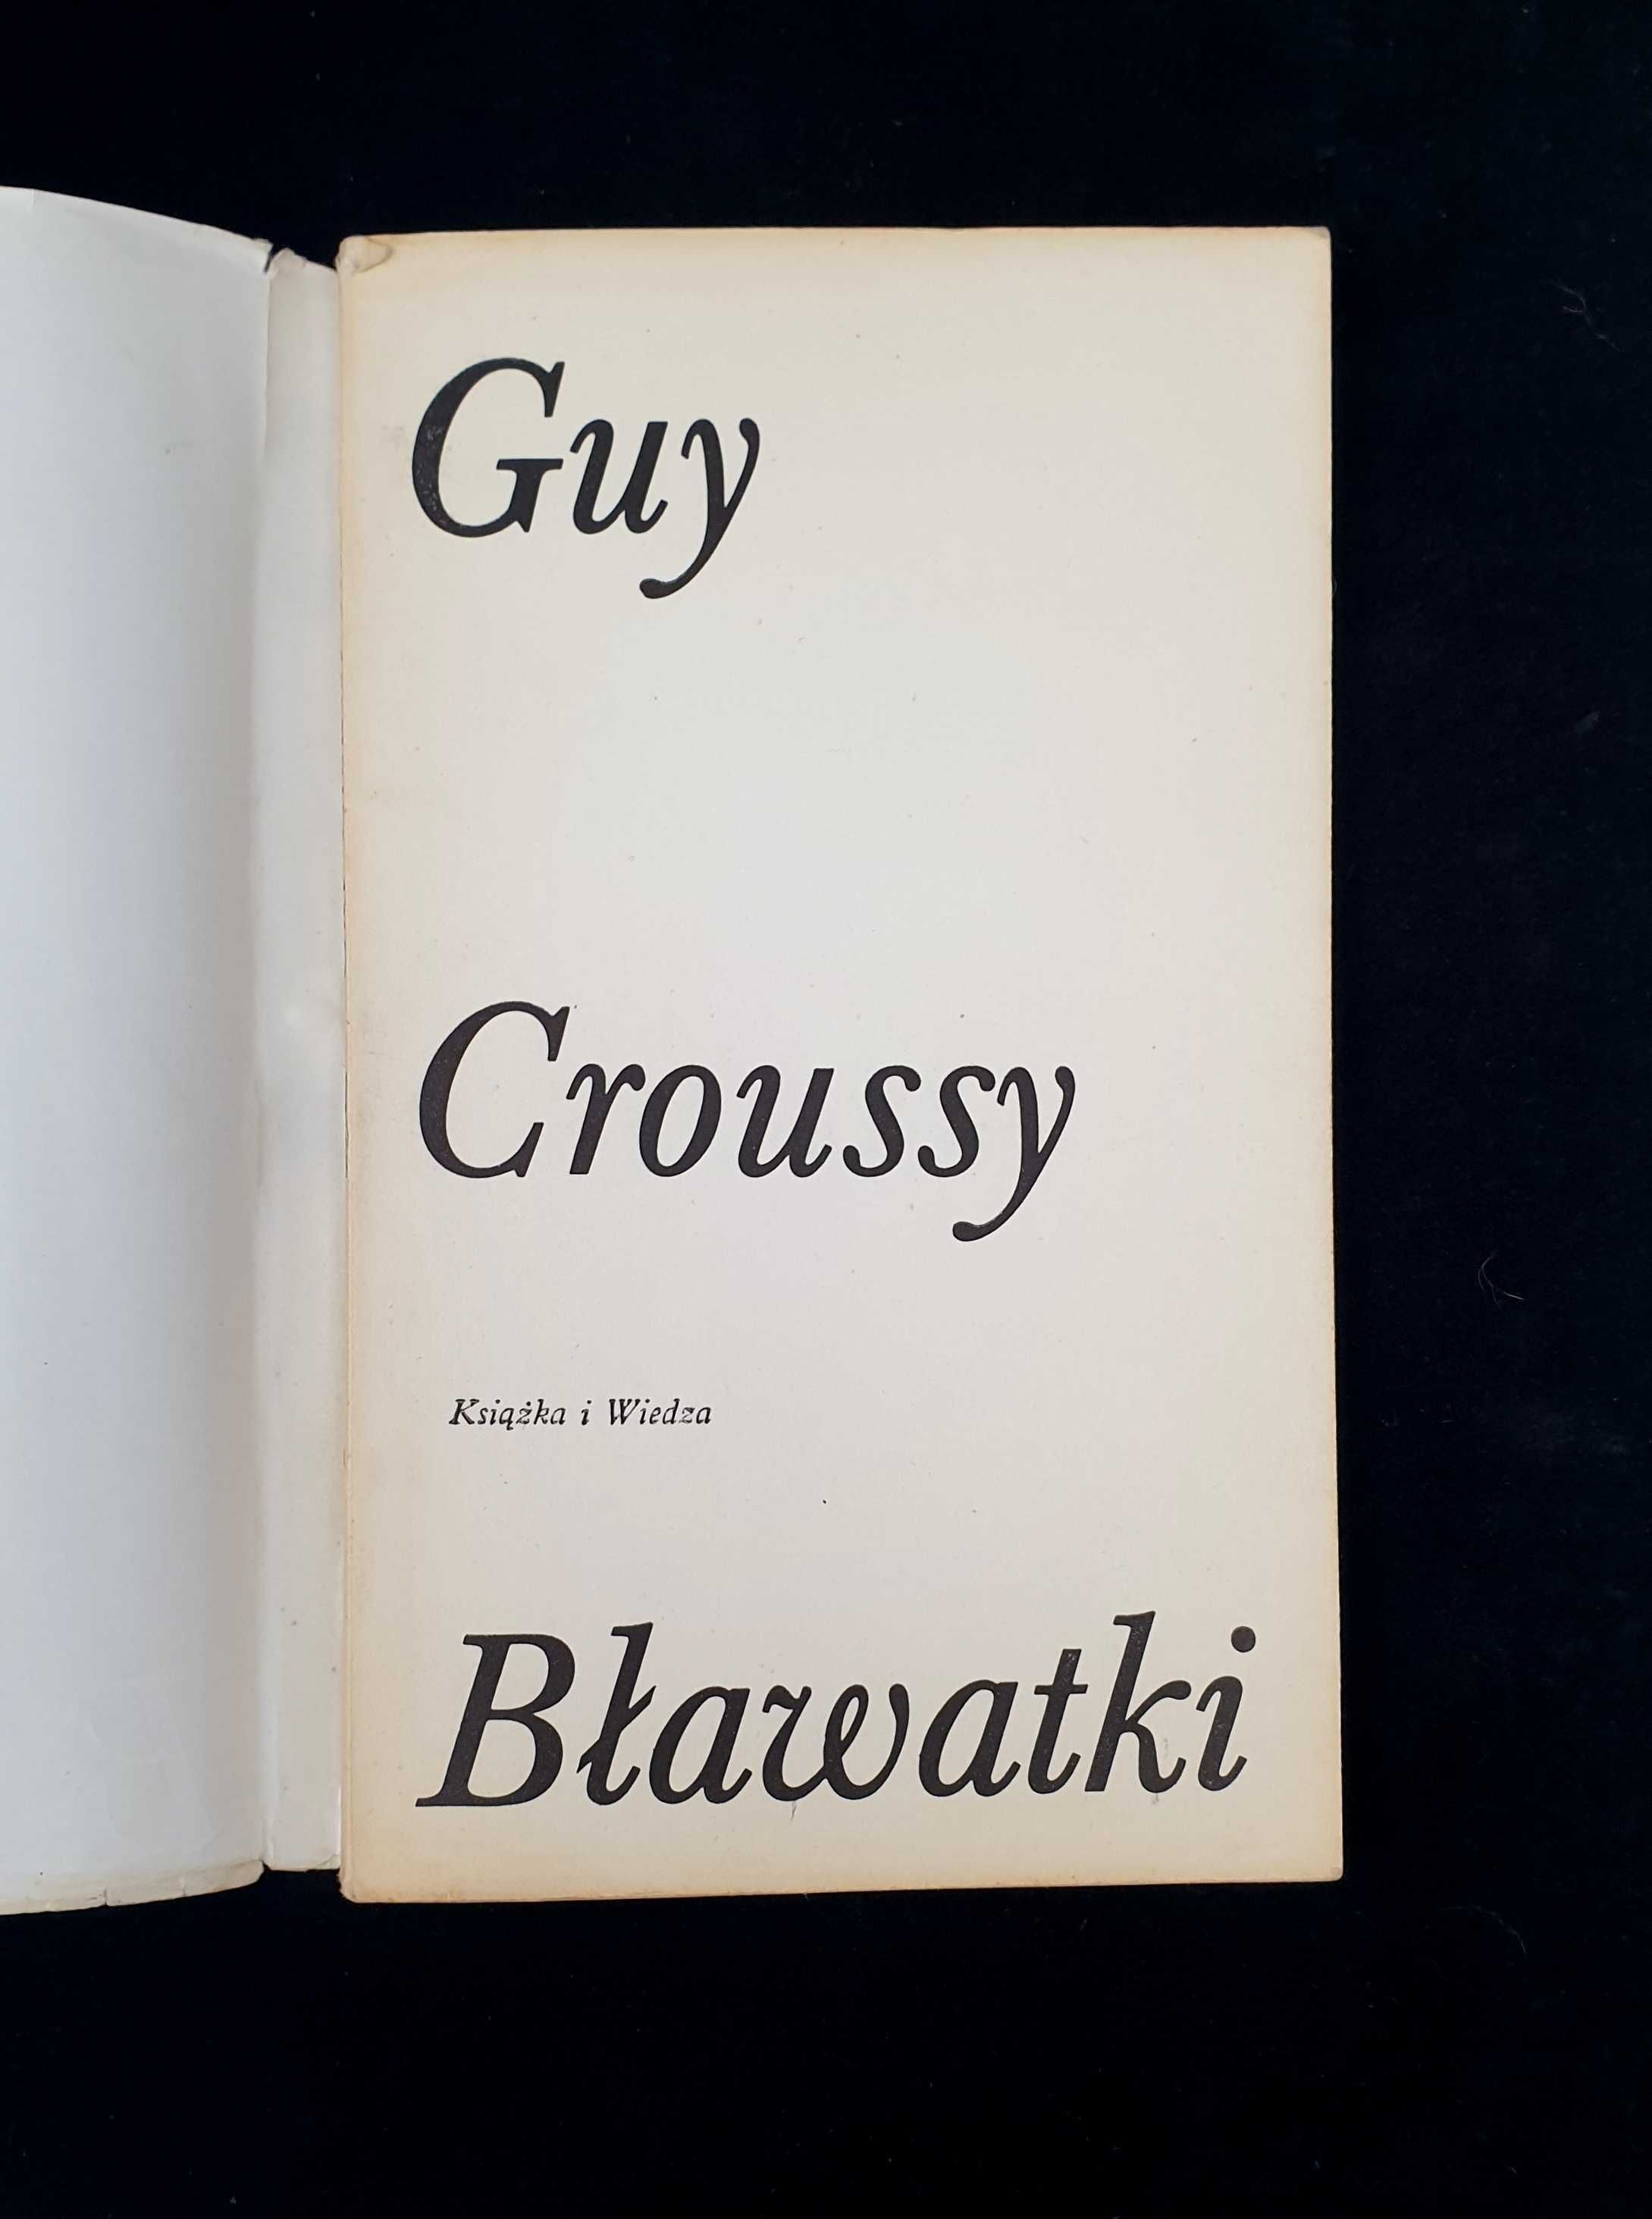 Guy
Croussy
Książka i Wiedza
Bławatki